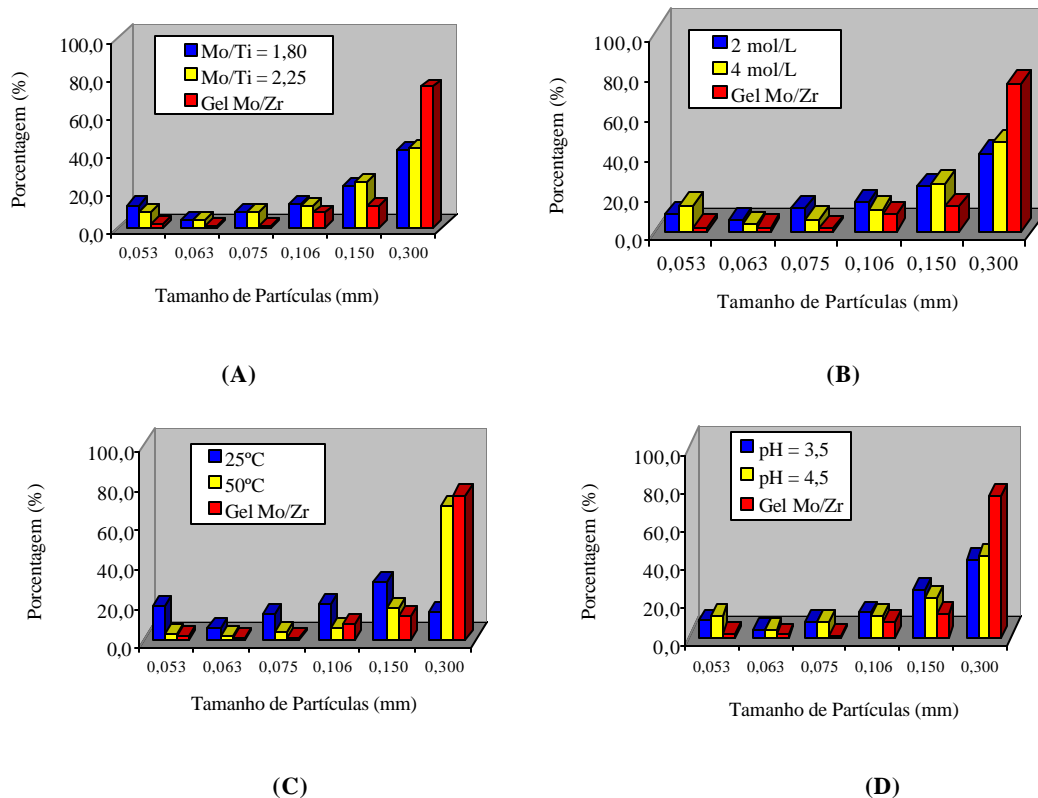 100,0
80,0
60,0
40,0
20,0
0,0
Porcentagem (%)
Mo/Ti = 1,80
Mo/Ti = 2,25
Gel Mo/Zr
0,053 0,063 0,075 0,106 0,150 0,300
Tamanho de Partículas (mm)
(A)
100,0
80,0
60,0
40,0
20,0
0,0
Porcentagem (%)
2 mol/L
4 mol/L
Gel Mo/Zr
0,053 0,063 0,075 0,106 0,150 0,300
Tamanho de Partículas (mm)
(B)
100,0
80,0
60,0
40,0
20,0
0,0
Porcentagem (%)
25ºC
50ºC
Gel Mo/Zr
0,053 0,063 0,075 0,106 0,150 0,300
Tamanho de Partículas (mm)
(C)
100,0
80,0
60,0
40,0
20,0
0,0
Porcentagem (%)
pH = 3,5
pH = 4,5
Gel Mo/Zr
0,053 0,063 0,075 0,106 0,150 0,300
Tamanho de Partículas (mm)
(D)